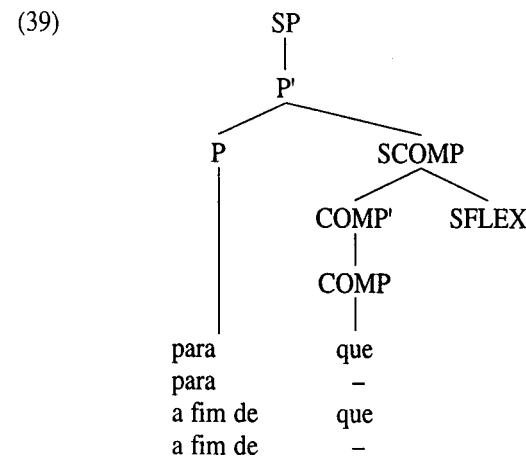 (39) SP
P'
P SCOMP
COMP' SFLEX
COMP
para que
para –
a fim de que
a fim de –